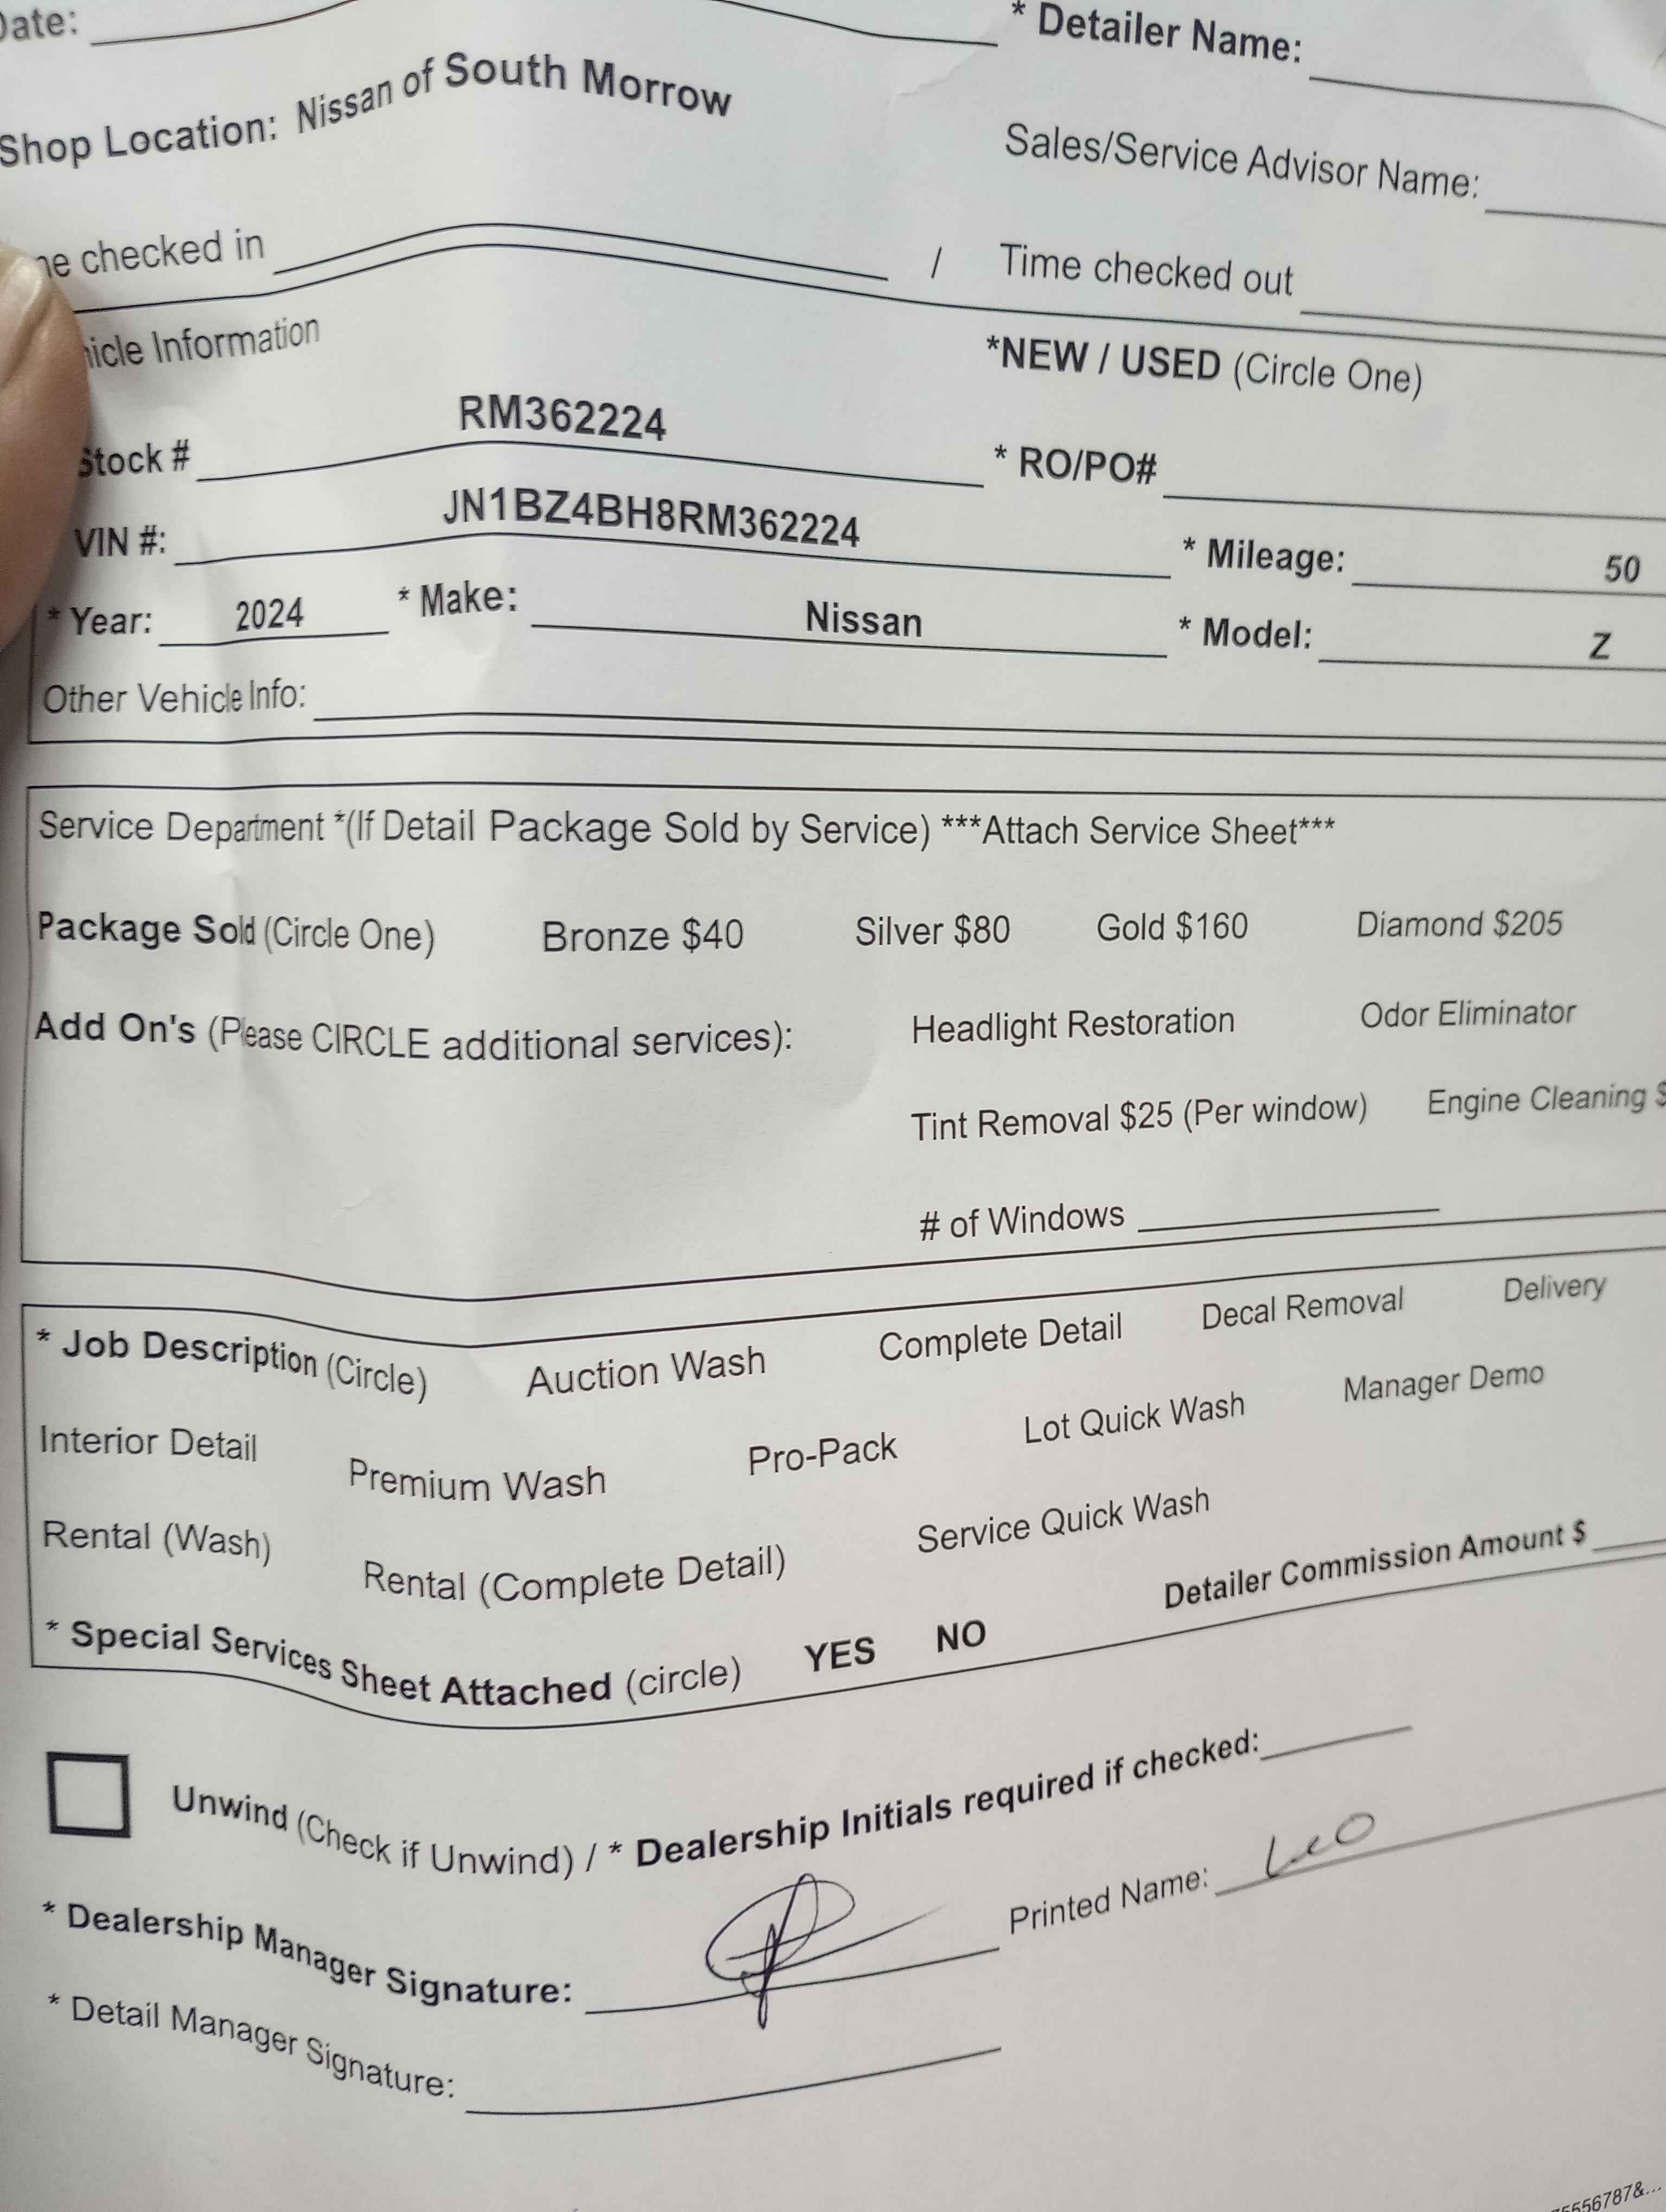 Date:
* Detailer Name:
Shop Location: Nissan of South Morrow
Sales/Service Advisor Name:
checked in / Time checked out
Information
*NEW / USED (Circle One)
Stock # RM362224 * RO/PO#
VIN #: JN1BZ4BH8RM362224 * Mileage: 50
* Year: 2024 * Make: Nissan * Model: Z
Other Vehicle Info:
Service Department *(If Detail Package Sold by Service) ***Attach Service Sheet***
Package Sold (Circle One) Bronze $40 Silver $80 Gold $160 Diamond $205
Add On's (Please CIRCLE additional services): Headlight Restoration Odor Eliminator
Tint Removal $25 (Per window) Engine Cleaning $
# of Windows
* Job Description (Circle) Auction Wash Complete Detail Decal Removal Delivery
Interior Detail Premium Wash Pro-Pack Lot Quick Wash Manager Demo
Rental (Wash) Rental (Complete Detail) Service Quick Wash
* Special Services Sheet Attached (circle) YES NO Detailer Commission Amount $
Unwind (Check if Unwind) / * Dealership Initials required if checked:
* Dealership Manager Signature: Printed Name: Leo
* Detail Manager Signature: